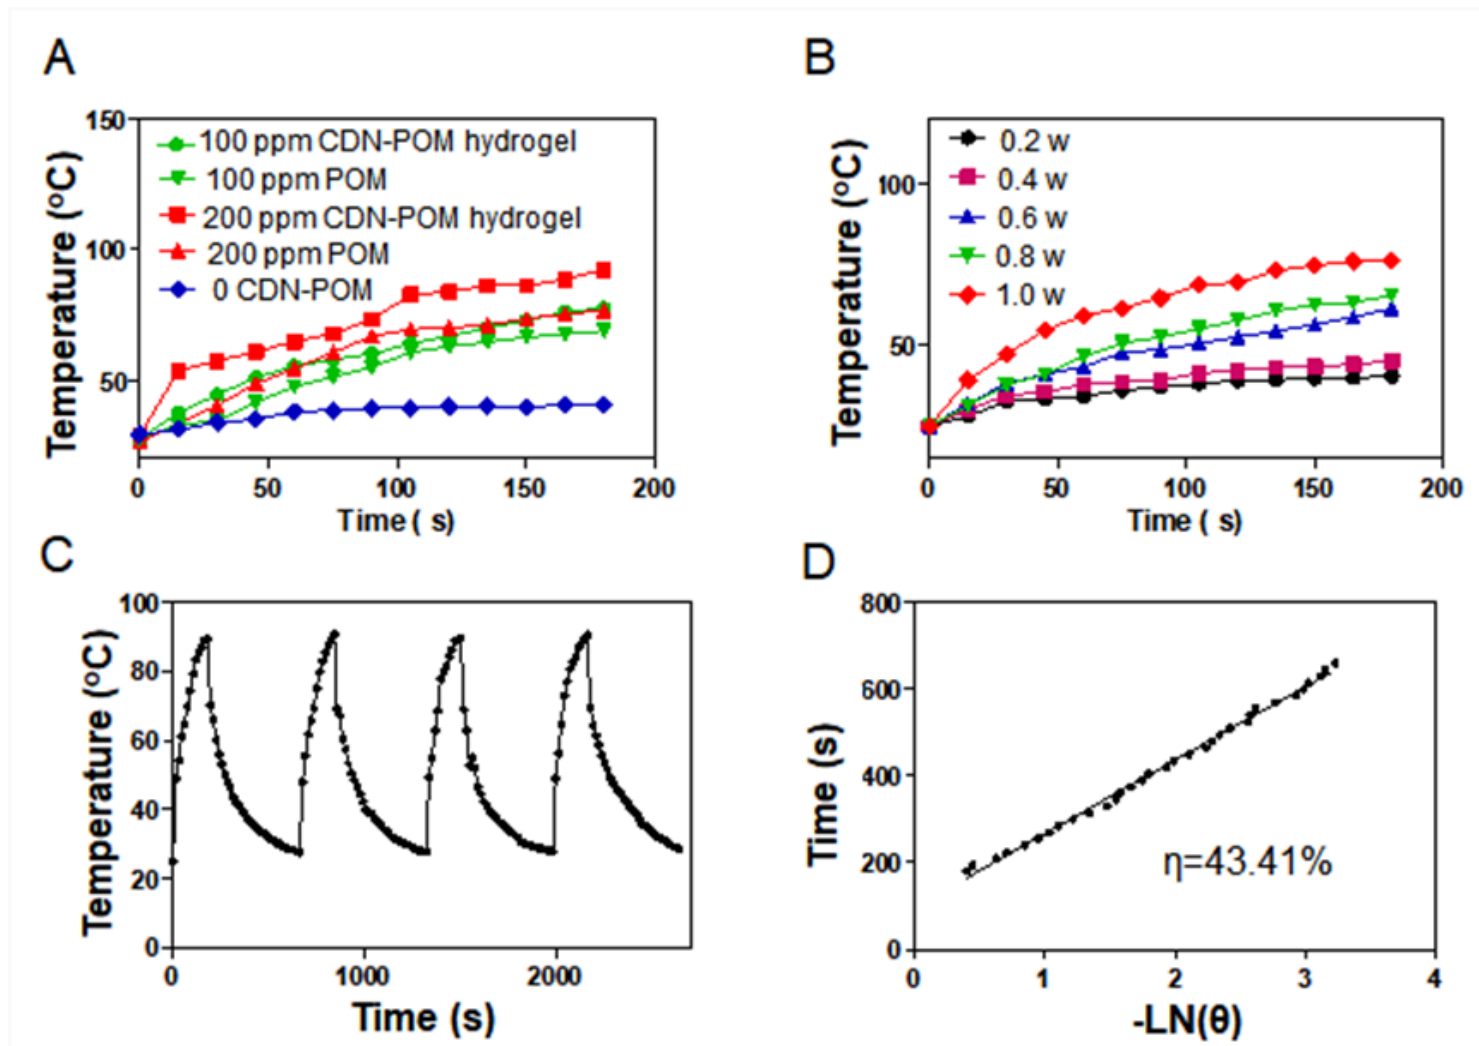 A
150
100
50
Temperature (°C)
100 ppm CDN-POM hydrogel
100 ppm POM
200 ppm CDN-POM hydrogel
200 ppm POM
0 CDN-POM
0 50 100 150 200
Time ( s)
B
100
50
Temperature (°C)
0.2 w
0.4 w
0.6 w
0.8 w
1.0 w
0 50 100 150 200
Time ( s)
C
100
80
60
40
20
0
Temperature (°C)
0 1000 2000
Time (s)
D
800
600
400
200
0
Time (s)
η=43.41%
0 1 2 3 4
-LN(θ)